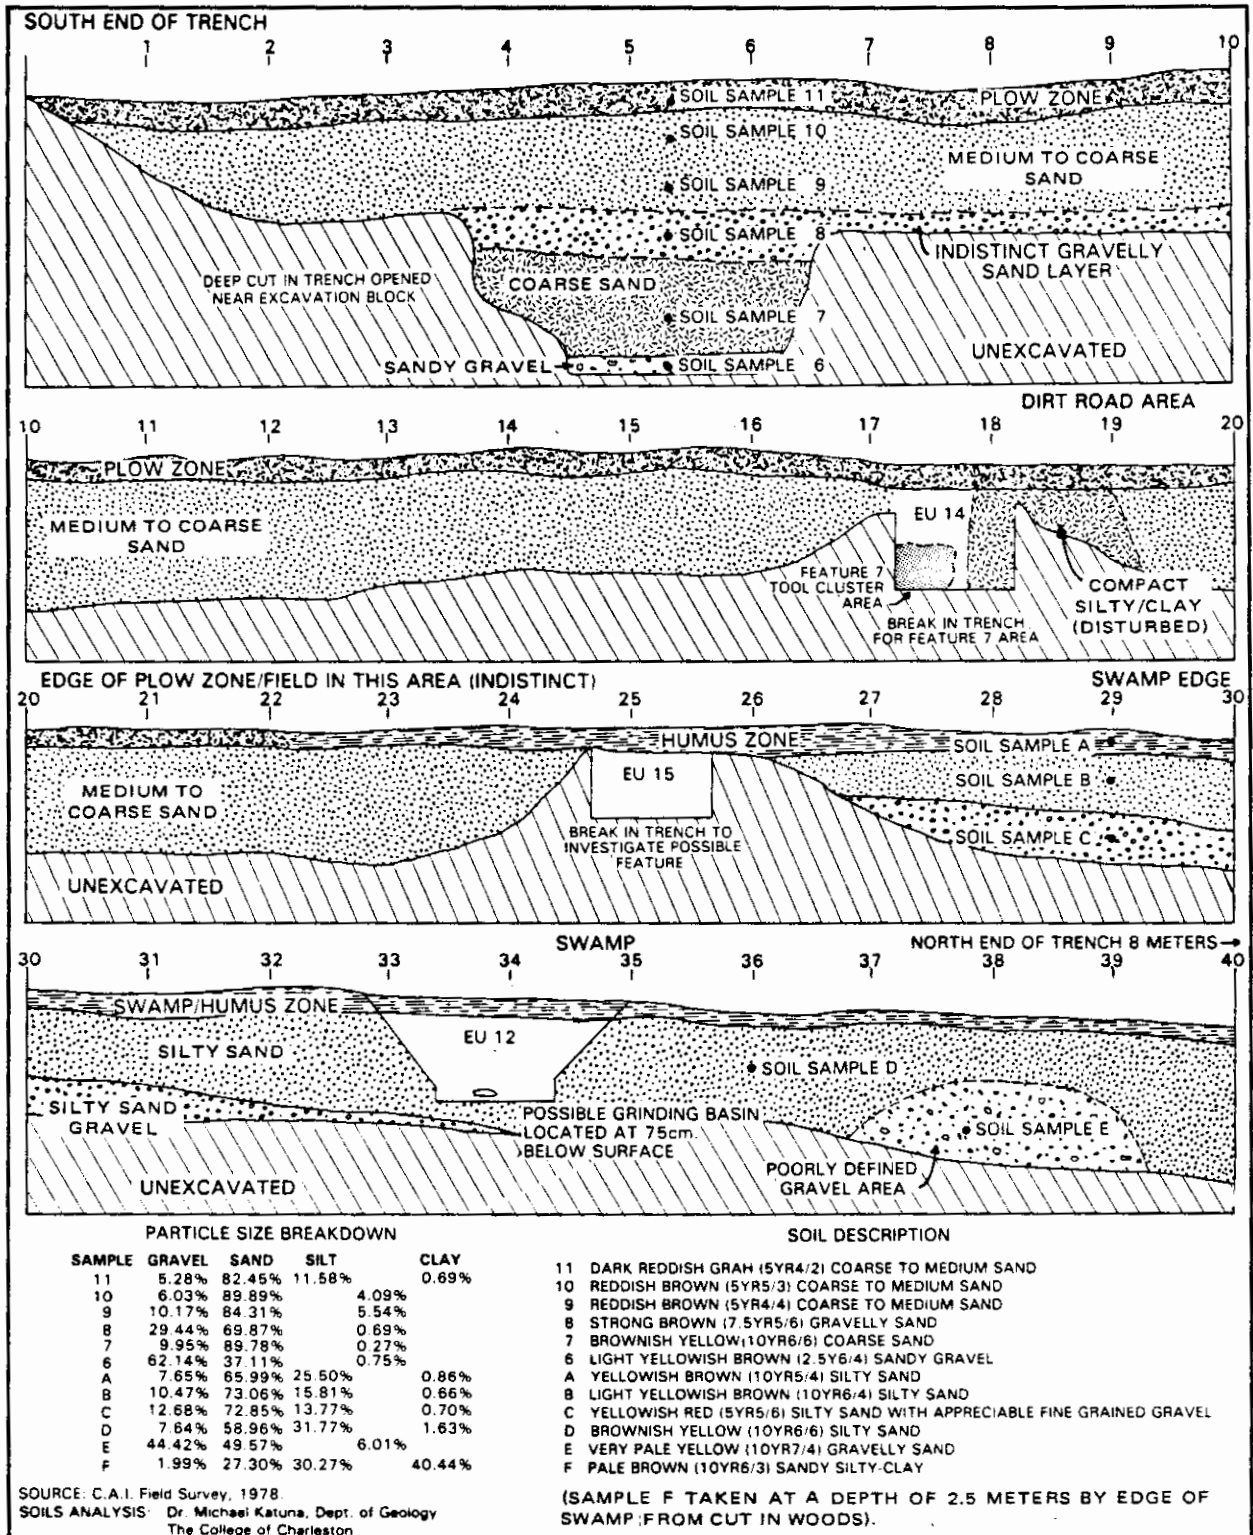 SOUTH END OF TRENCH
1 2 3 4 5 6 7 8 9 10
SOIL SAMPLE 11
PLOW ZONE
SOIL SAMPLE 10
MEDIUM TO COARSE
SAND
SOIL SAMPLE 9
SOIL SAMPLE 8
INDISTINCT GRAVELLY
SAND LAYER
DEEP CUT IN TRENCH OPENED
NEAR EXCAVATION BLOCK
COARSE SAND
SOIL SAMPLE 7
UNEXCAVATED
SANDY GRAVEL
SOIL SAMPLE 6
DIRT ROAD AREA
10 11 12 13 14 15 16 17 18 19 20
PLOW ZONE
MEDIUM TO COARSE
SAND
EU 14
FEATURE 7
TOOL CLUSTER
AREA
BREAK IN TRENCH
FOR FEATURE 7 AREA
COMPACT
SILTY/CLAY
(DISTURBED)
EDGE OF PLOW ZONE/FIELD IN THIS AREA (INDISTINCT)
SWAMP EDGE
20 21 22 23 24 25 26 27 28 29 30
HUMUS ZONE
SOIL SAMPLE A
EU 15
SOIL SAMPLE B
MEDIUM TO
COARSE SAND
SOIL SAMPLE C
BREAK IN TRENCH TO
INVESTIGATE POSSIBLE
FEATURE
UNEXCAVATED
SWAMP
NORTH END OF TRENCH 8 METERS→
30 31 32 33 34 35 36 37 38 39 40
SWAMP/HUMUS ZONE
EU 12
SILTY SAND
SOIL SAMPLE D
SILTY SAND
GRAVEL
POSSIBLE GRINDING BASIN
LOCATED AT 75cm.
BELOW SURFACE
SOIL SAMPLE E
POORLY DEFINED
GRAVEL AREA
UNEXCAVATED
PARTICLE SIZE BREAKDOWN
SAMPLE GRAVEL SAND SILT CLAY
11 5.28% 82.45% 11.58% 0.69%
10 6.03% 89.89% 4.09%
9 10.17% 84.31% 5.54%
8 29.44% 69.87% 0.69%
7 9.95% 89.78% 0.27%
6 62.14% 37.11% 0.75%
A 7.65% 65.99% 25.50% 0.86%
B 10.47% 73.06% 15.81% 0.66%
C 12.68% 72.85% 13.77% 0.70%
D 7.64% 58.96% 31.77% 1.63%
E 44.42% 49.57% 6.01%
F 1.99% 27.30% 30.27% 40.44%
SOURCE: C.A.I. Field Survey, 1978.
SOILS ANALYSIS: Dr. Michael Katuna, Dept. of Geology
The College of Charleston
SOIL DESCRIPTION
11 DARK REDDISH GRAH (5YR4/2) COARSE TO MEDIUM SAND
10 REDDISH BROWN (5YR5/3) COARSE TO MEDIUM SAND
9 REDDISH BROWN (5YR4/4) COARSE TO MEDIUM SAND
8 STRONG BROWN (7.5YR5/6) GRAVELLY SAND
7 BROWNISH YELLOW (10YR6/6) COARSE SAND
6 LIGHT YELLOWISH BROWN (2.5Y6/4) SANDY GRAVEL
A YELLOWISH BROWN (10YR5/4) SILTY SAND
B LIGHT YELLOWISH BROWN (10YR6/4) SILTY SAND
C YELLOWISH RED (5YR5/6) SILTY SAND WITH APPRECIABLE FINE GRAINED GRAVEL
D BROWNISH YELLOW (10YR6/6) SILTY SAND
E VERY PALE YELLOW (10YR7/4) GRAVELLY SAND
F PALE BROWN (10YR6/3) SANDY SILTY-CLAY
(SAMPLE F TAKEN AT A DEPTH OF 2.5 METERS BY EDGE OF
SWAMP FROM CUT IN WOODS).